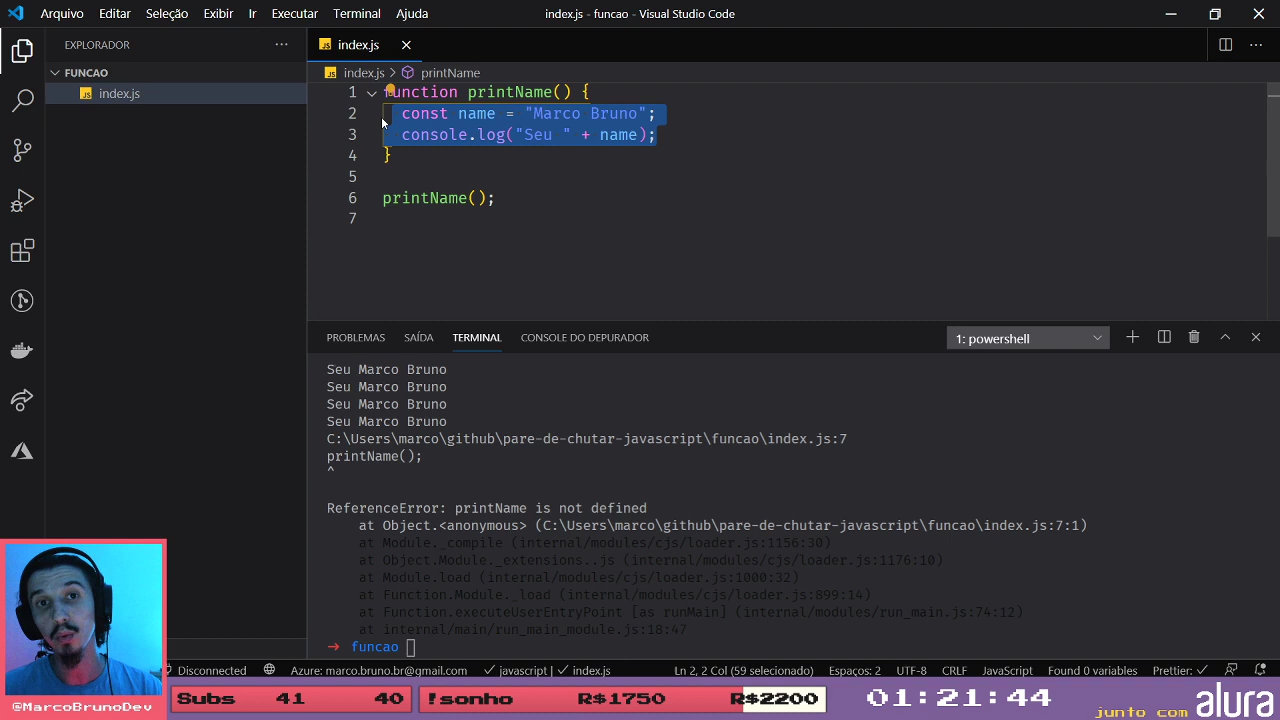 Arquivo Editar Seleção Exibir Ir Executar Terminal Ajuda
index.js - funcao - Visual Studio Code
EXPLORADOR
FUNCAO
JS index.js
JS index.js
JS index.js > printName
1 function printName() {
2 const name = "Marco Bruno";
3 console.log("Seu " + name);
4 }
5
6 printName();
7
PROBLEMAS SAÍDA TERMINAL CONSOLE DO DEPURADOR
1: powershell
Seu Marco Bruno
Seu Marco Bruno
Seu Marco Bruno
Seu Marco Bruno
C:\Users\marco\github\pare-de-chutar-javascript\funcao\index.js:7
printName();
^
ReferenceError: printName is not defined
at Object.<anonymous> (C:\Users\marco\github\pare-de-chutar-javascript\funcao\index.js:7:1)
at Module._compile (internal/modules/cjs/loader.js:1156:30)
at Object.Module._extensions..js (internal/modules/cjs/loader.js:1176:10)
at Module.load (internal/modules/cjs/loader.js:1000:32)
at Function.Module._load (internal/modules/cjs/loader.js:899:14)
at Function.executeUserEntryPoint [as runMain] (internal/modules/run_main.js:74:12)
at internal/main/run_main_module.js:18:47
→ funcao
Disconnected Azure: marco.bruno.br@gmail.com javascript | index.js Ln 2, 2 Col (59 selecionado) Espaços: 2 UTF-8 CRLF JavaScript Found 0 variables Prettier: ✓
@MarcoBrunoDev
Subs 41 40
!sonho R$1750 R$2200
01:21:44
junto com alura